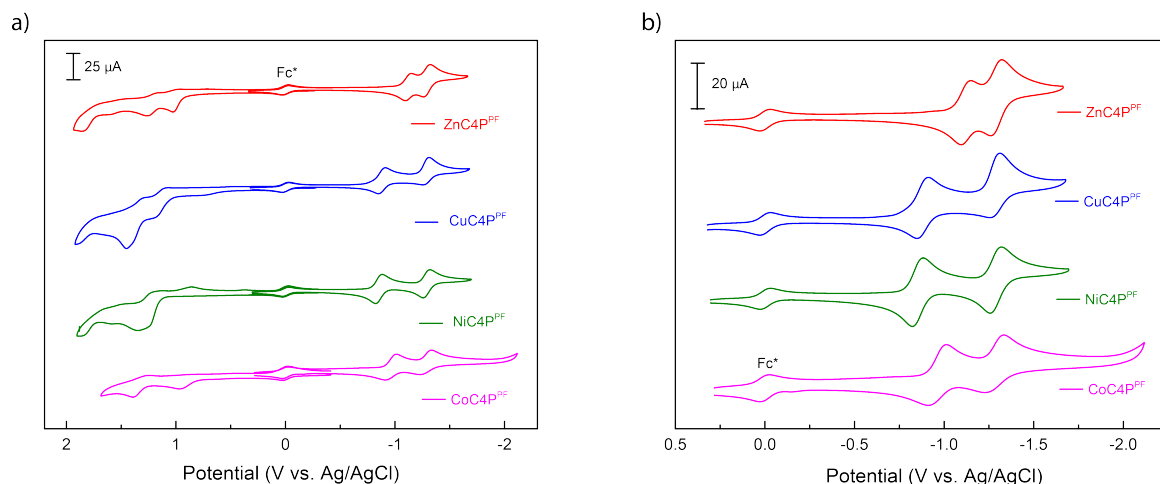 a)
25 μA
Fc*
ZnC4P^PF
CuC4P^PF
NiC4P^PF
CoC4P^PF
2 1 0 -1 -2
Potential (V vs. Ag/AgCl)
b)
20 μA
ZnC4P^PF
CuC4P^PF
NiC4P^PF
Fc*
CoC4P^PF
0.5 0.0 -0.5 -1.0 -1.5 -2.0
Potential (V vs. Ag/AgCl)